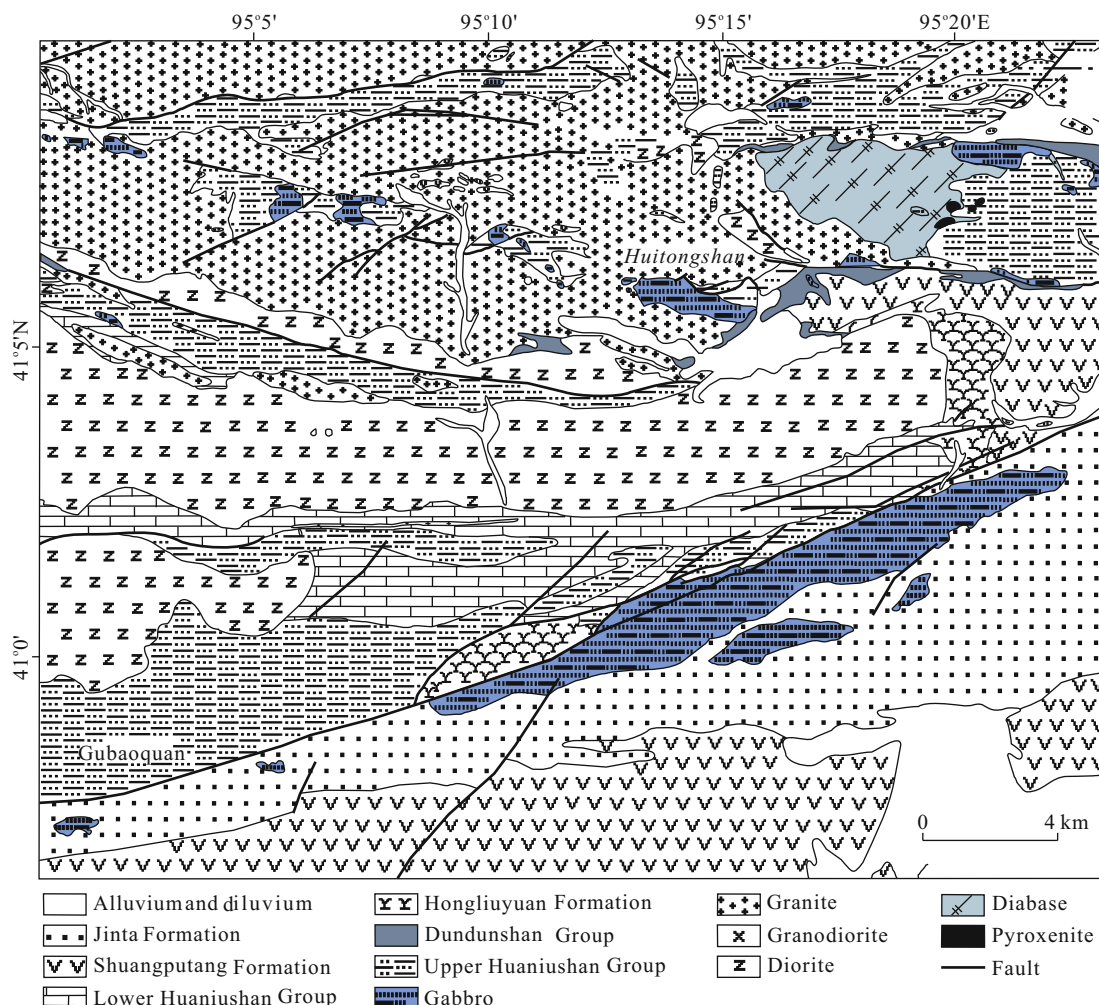 95°5' 95°10' 95°15' 95°20'E
Huitongshan
41°5'N
41°0'
Gubaoquan
0 4 km
Alluvium and diluvium Hongliuyuan Formation Granite Diabase
Jinta Formation Dundunshan Group Granodiorite Pyroxenite
Shuangputang Formation Upper Huaniushan Group Diorite Fault
Lower Huaniushan Group Gabbro